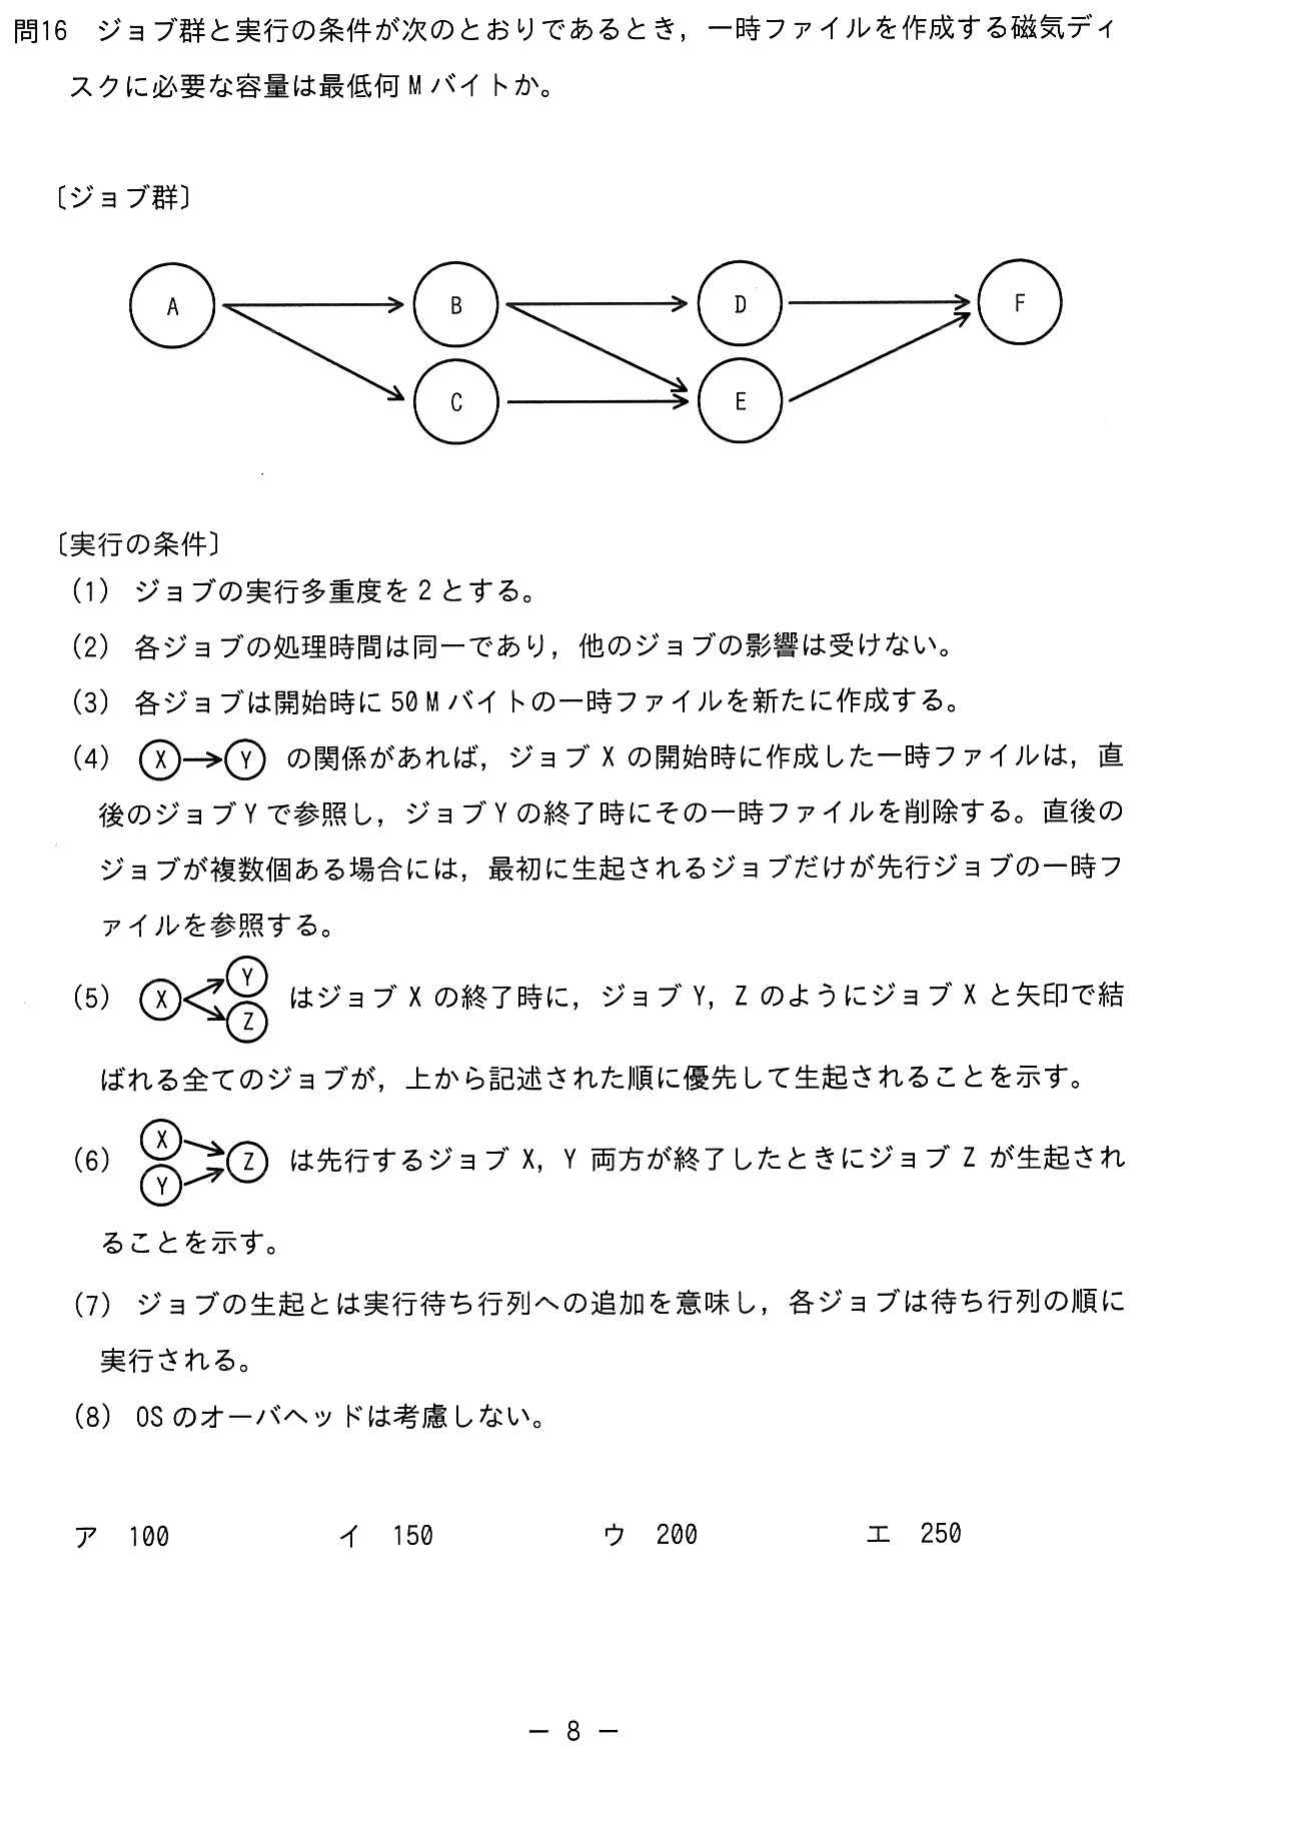 問16 ジョブ群と実行の条件が次のとおりであるとき，一時ファイルを作成する磁気ディ
スクに必要な容量は最低何Mバイトか。
〔ジョブ群〕
A B D F
C E
〔実行の条件〕
(1) ジョブの実行多重度を2とする。
(2) 各ジョブの処理時間は同一であり，他のジョブの影響は受けない。
(3) 各ジョブは開始時に50Mバイトの一時ファイルを新たに作成する。
(4) X Y の関係があれば，ジョブXの開始時に作成した一時ファイルは，直
後のジョブYで参照し，ジョブYの終了時にその一時ファイルを削除する。直後の
ジョブが複数個ある場合には，最初に生起されるジョブだけが先行ジョブの一時フ
ァイルを参照する。
(5) X Y Z はジョブXの終了時に，ジョブY，ZのようにジョブXと矢印で結
ばれる全てのジョブが，上から記述された順に優先して生起されることを示す。
(6) X Y Z は先行するジョブX，Y両方が終了したときにジョブZが生起され
ることを示す。
(7) ジョブの生起とは実行待ち行列への追加を意味し，各ジョブは待ち行列の順に
実行される。
(8) OSのオーバヘッドは考慮しない。
ア 100 イ 150 ウ 200 エ 250
－ 8 －